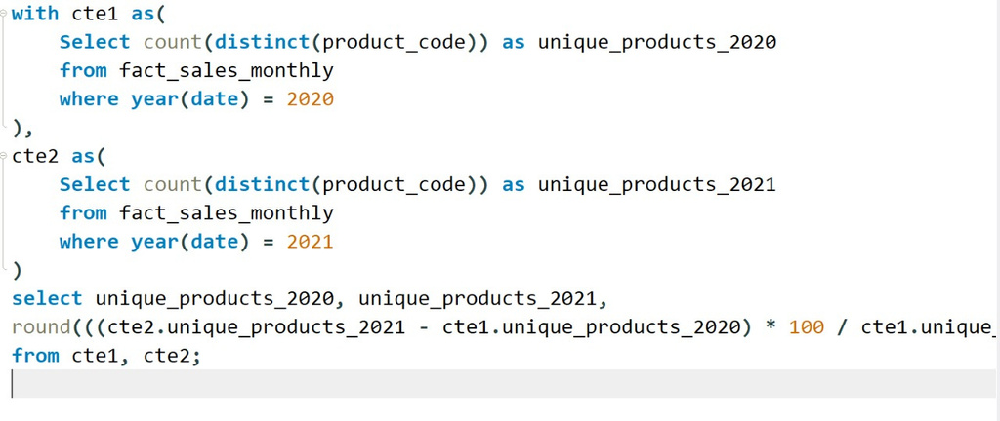 with cte1 as(
Select count(distinct(product_code)) as unique_products_2020
from fact_sales_monthly
where year(date) = 2020
),
cte2 as(
Select count(distinct(product_code)) as unique_products_2021
from fact_sales_monthly
where year(date) = 2021
)
select unique_products_2020, unique_products_2021,
round(((cte2.unique_products_2021 - cte1.unique_products_2020) * 100 / cte1.unique_
from cte1, cte2;